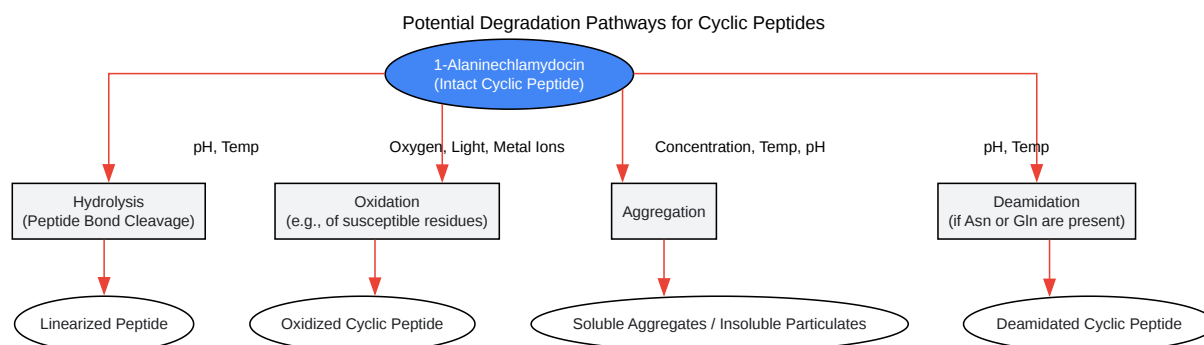 Potential Degradation Pathways for Cyclic Peptides
1-Alaninechlamydocin
(Intact Cyclic Peptide)
pH, Temp
Oxygen, Light, Metal Ions
Concentration, Temp, pH
pH, Temp
Hydrolysis
(Peptide Bond Cleavage)
Oxidation
(e.g., of susceptible residues)
Aggregation
Deamidation
(if Asn or Gln are present)
Linearized Peptide
Oxidized Cyclic Peptide
Soluble Aggregates / Insoluble Particulates
Deamidated Cyclic Peptide